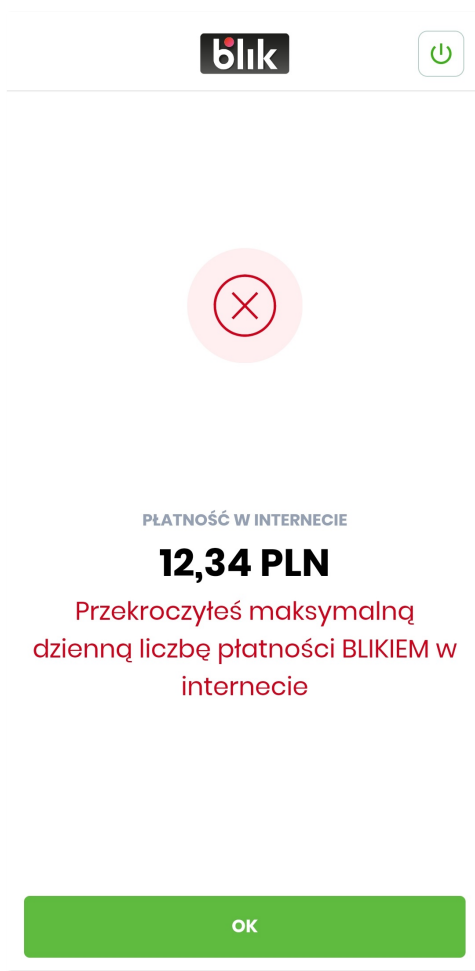 blik
PŁATNOŚĆ W INTERNECIE
12,34 PLN
Przekroczyłeś maksymalną
dzienną liczbę płatności BLIKIEM w
internecie
OK